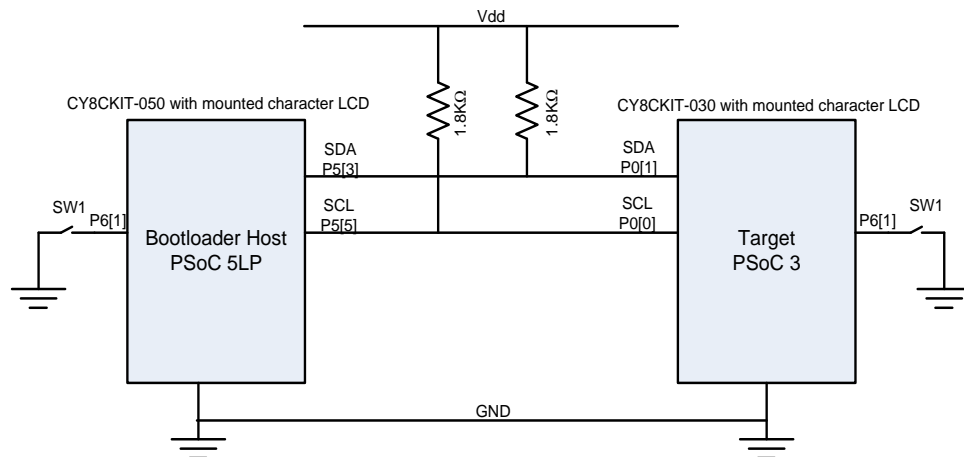 Vdd
CY8CKIT-050 with mounted character LCD
1.8KΩ
1.8KΩ
CY8CKIT-030 with mounted character LCD
SDA
P5[3]
SDA
P0[1]
SW1
P6[1]
SCL
P5[5]
SCL
P0[0]
P6[1]
SW1
Bootloader Host
PSoC 5LP
Target
PSoC 3
GND